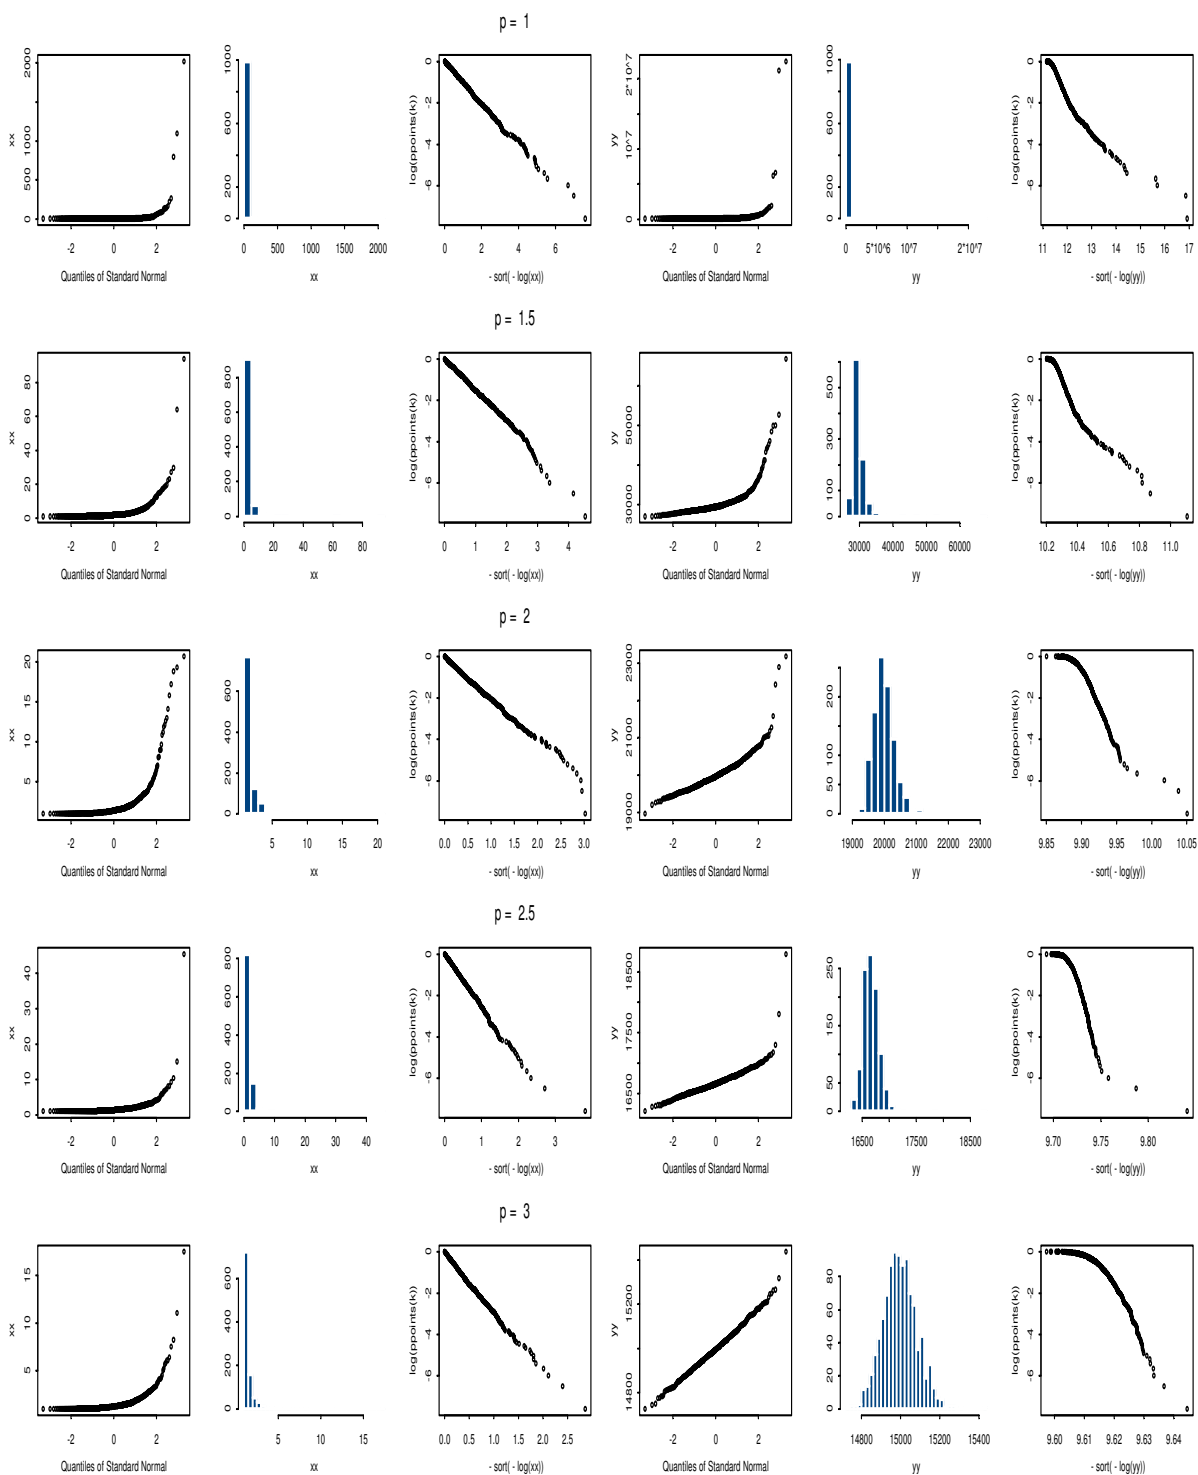 p = 1
xx
0 500 1000 2000
-2 0 2
Quantiles of Standard Normal
0 200 600 1000
0 500 1000 1500 2000
xx
log(ppoints(k))
-6 -4 -2 0
0 2 4 6
- sort( - log(xx))
yy
0 10^7 2*10^7
-2 0 2
Quantiles of Standard Normal
0 200 600 1000
0 5*10^6 10^7 2*10^7
yy
log(ppoints(k))
-6 -4 -2 0
11 12 13 14 15 16 17
- sort( - log(yy))
p = 1.5
xx
0 20 40 60 80
-2 0 2
Quantiles of Standard Normal
0 200 400 600 800
0 20 40 60 80
xx
log(ppoints(k))
-6 -4 -2 0
0 1 2 3 4
- sort( - log(xx))
yy
30000 50000
-2 0 2
Quantiles of Standard Normal
0 100 300 500
30000 40000 50000 60000
yy
log(ppoints(k))
-6 -4 -2 0
10.2 10.4 10.6 10.8 11.0
- sort( - log(yy))
p = 2
xx
5 10 15 20
-2 0 2
Quantiles of Standard Normal
0 200 400 600
5 10 15 20
xx
log(ppoints(k))
-6 -4 -2 0
0.0 0.5 1.0 1.5 2.0 2.5 3.0
- sort( - log(xx))
yy
19000 21000 23000
-2 0 2
Quantiles of Standard Normal
0 50 100 200
19000 20000 21000 22000 23000
yy
log(ppoints(k))
-6 -4 -2 0
9.85 9.90 9.95 10.00 10.05
- sort( - log(yy))
p = 2.5
xx
0 10 20 30 40
-2 0 2
Quantiles of Standard Normal
0 200 400 600 800
0 10 20 30 40
xx
log(ppoints(k))
-6 -4 -2 0
0 1 2 3
- sort( - log(xx))
yy
16500 17500 18500
-2 0 2
Quantiles of Standard Normal
0 50 150 250
16500 17500 18500
yy
log(ppoints(k))
-6 -4 -2 0
9.70 9.75 9.80
- sort( - log(yy))
p = 3
xx
5 10 15
-2 0 2
Quantiles of Standard Normal
0 200 400 600
5 10 15
xx
log(ppoints(k))
-6 -4 -2 0
0.0 0.5 1.0 1.5 2.0 2.5
- sort( - log(xx))
yy
14800 15200
-2 0 2
Quantiles of Standard Normal
0 20 40 60 80
14800 15000 15200 15400
yy
log(ppoints(k))
-6 -4 -2 0
9.60 9.61 9.62 9.63 9.64
- sort( - log(yy))